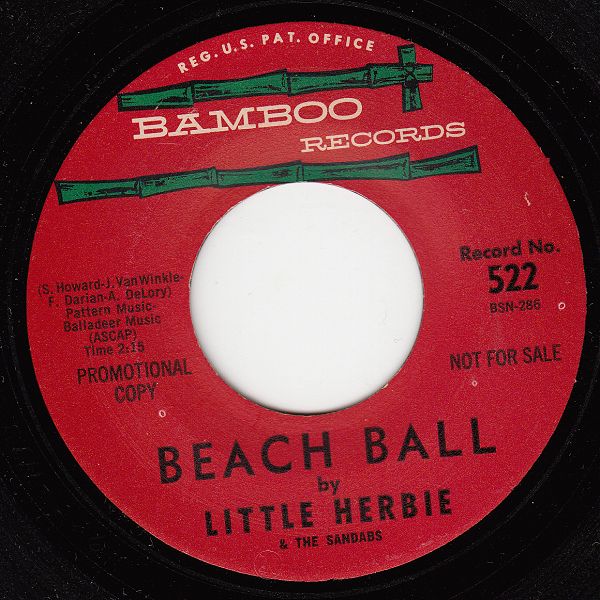 REG. U.S. PAT. OFFICE
BAMBOO
RECORDS
Record No.
522
BSN-286
(S. Howard-J. VanWinkle-
F. Darian-A. DeLory)
Pattern Music-
Balladeer Music
(ASCAP)
Time 2:15
PROMOTIONAL
COPY
NOT FOR SALE
BEACH BALL
by
LITTLE HERBIE
& THE SANDABS